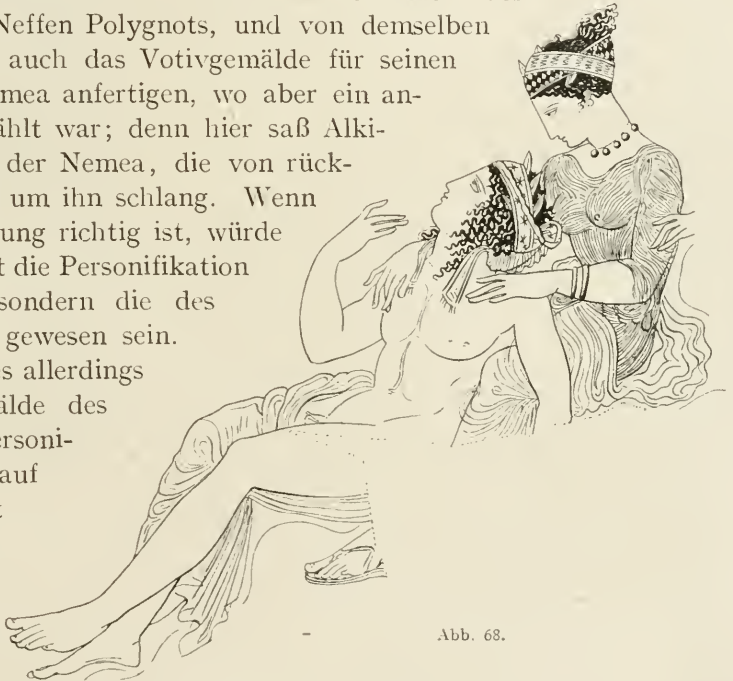 Neffen Polygnots, und von demselben
auch das Votivgemälde für seinen
mea anfertigen, wo aber ein an-
ählt war; denn hier saß Alki-
der Nemea, die von rück-
um ihn schlang. Wenn
ung richtig ist, würde
t die Personifikation
sondern die des
gewesen sein.
s allerdings
älde des
ersoni-
auf
Abb. 68.